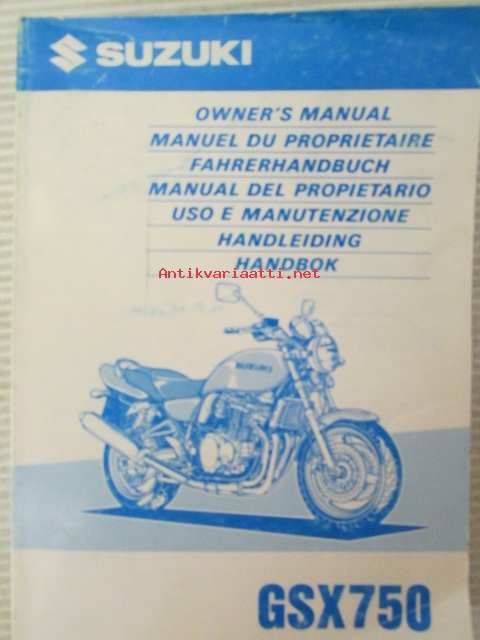 SUZUKI
OWNER'S MANUAL
MANUEL DU PROPRIETAIRE
FAHRERHANDBUCH
MANUAL DEL PROPIETARIO
USO E MANUTENZIONE
HANDLEIDING
HANDBOK
Antikvariaatti.net
SUZUKI
GSX750